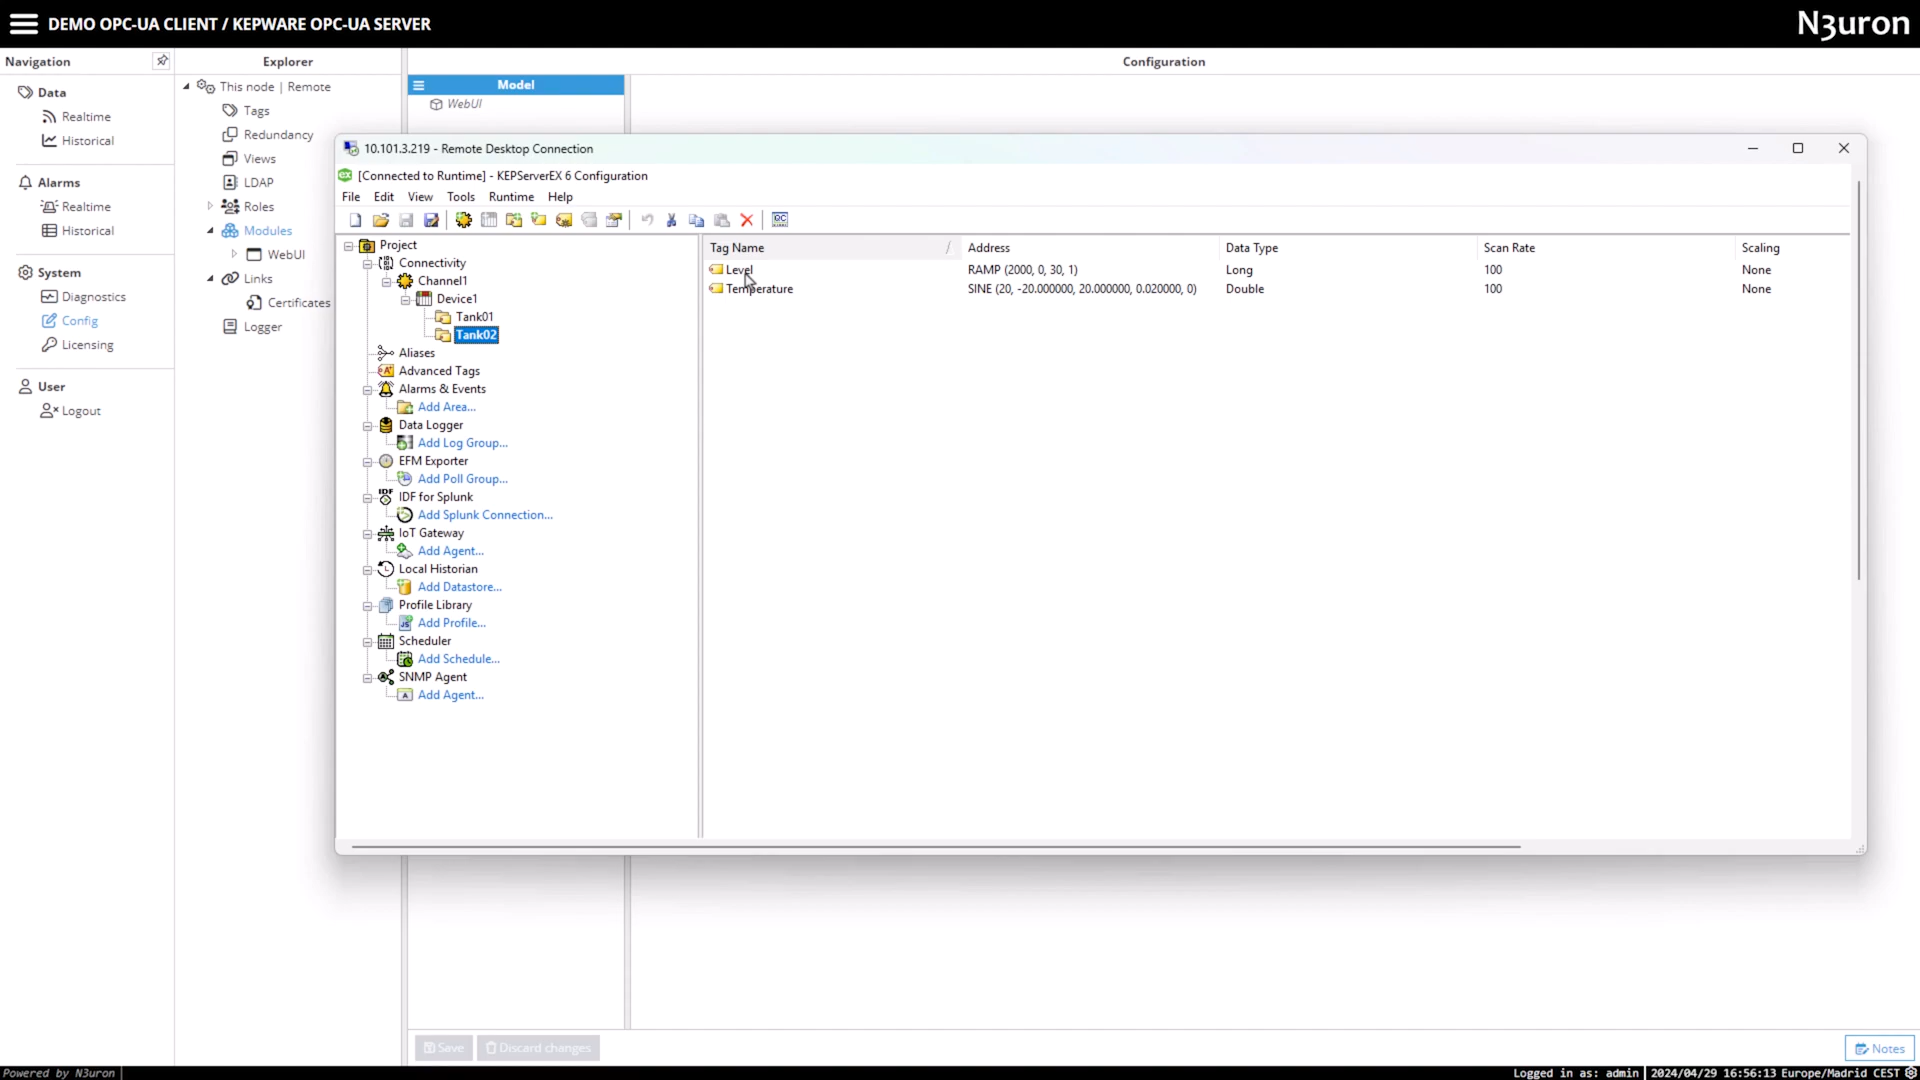 DEMO OPC-UA CLIENT / KEPWARE OPC-UA SERVER
N3uron
Navigation
Explorer
Configuration
Data
Realtime
Historical
Alarms
Realtime
Historical
System
Diagnostics
Config
Licensing
User
Logout
This node | Remote
Tags
Redundancy
Views
LDAP
Roles
Modules
WebUI
Links
Certificates
Logger
Model
WebUI
10.101.3.219 - Remote Desktop Connection
[Connected to Runtime] - KEPServerEX 6 Configuration
File Edit View Tools Runtime Help
Project
Connectivity
Channel1
Device1
Tank01
Tank02
Aliases
Advanced Tags
Alarms & Events
Add Area...
Data Logger
Add Log Group...
EFM Exporter
Add Poll Group...
IDF for Splunk
Add Splunk Connection...
IoT Gateway
Add Agent...
Local Historian
Add Datastore...
Profile Library
Add Profile...
Scheduler
Add Schedule...
SNMP Agent
Add Agent...
Tag Name Address Data Type Scan Rate Scaling
Level RAMP (2000, 0, 30, 1) Long 100 None
Temperature SINE (20, -20.000000, 20.000000, 0.020000, 0) Double 100 None
Save Discard changes
Notes
Powered by N3uron
Logged in as: admin 2024/04/29 16:56:13 Europe/Madrid CEST